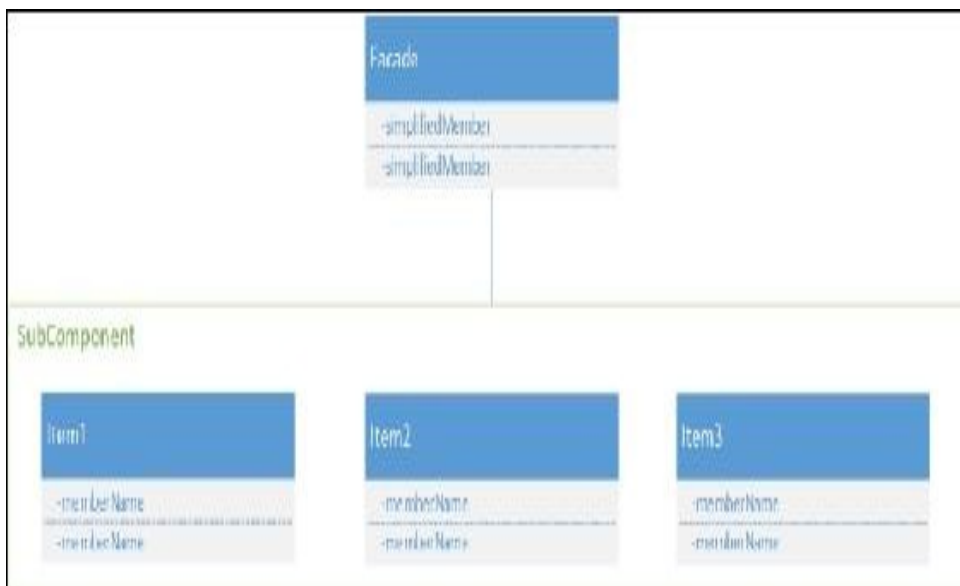 Facade
-simplifiedMember
-simplifiedMember
SubComponent
Item1
-memberName
-memberName
Item2
-memberName
-memberName
Item3
-memberName
-memberName